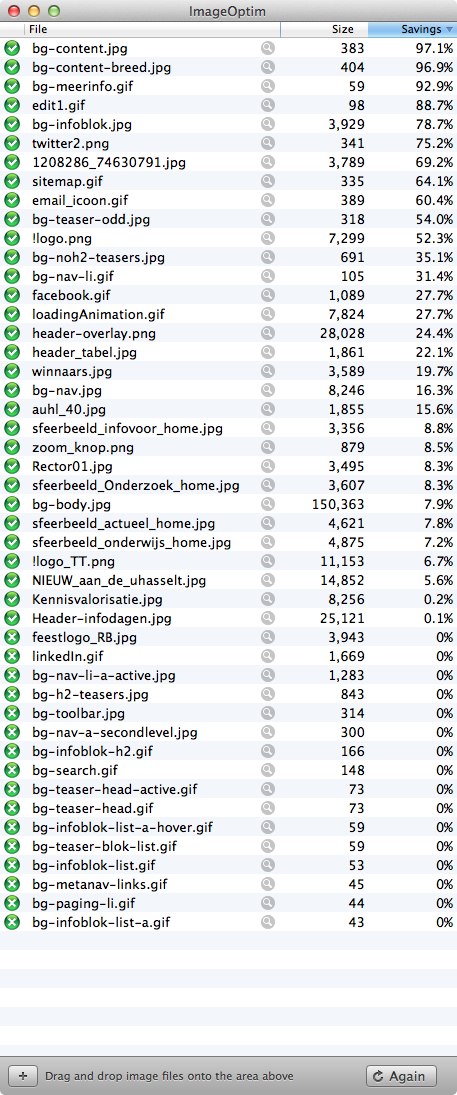 ImageOptim
File Size Savings
bg-content.jpg 383 97.1%
bg-content-breed.jpg 404 96.9%
bg-meerinfo.gif 59 92.9%
edit1.gif 98 88.7%
bg-infoblok.jpg 3,929 78.7%
twitter2.png 341 75.2%
1208286_74630791.jpg 3,789 69.2%
sitemap.gif 335 64.1%
email_icoon.gif 389 60.4%
bg-teaser-odd.jpg 318 54.0%
!logo.png 7,299 52.3%
bg-noh2-teasers.jpg 691 35.1%
bg-nav-li.gif 105 31.4%
facebook.gif 1,089 27.7%
loadingAnimation.gif 7,824 27.7%
header-overlay.png 28,028 24.4%
header_tabel.jpg 1,861 22.1%
winnaars.jpg 3,589 19.7%
bg-nav.jpg 8,246 16.3%
auhl_40.jpg 1,855 15.6%
sfeerbeeld_infovoor_home.jpg 3,356 8.8%
zoom_knop.png 879 8.5%
Rector01.jpg 3,495 8.3%
sfeerbeeld_Onderzoek_home.jpg 3,607 8.3%
bg-body.jpg 150,363 7.9%
sfeerbeeld_actueel_home.jpg 4,621 7.8%
sfeerbeeld_onderwijs_home.jpg 4,875 7.2%
!logo_TT.png 11,153 6.7%
NIEUW_aan_de_uhasselt.jpg 14,852 5.6%
Kennisvalorisatie.jpg 8,256 0.2%
Header-infodagen.jpg 25,121 0.1%
feestlogo_RB.jpg 3,943 0%
linkedIn.gif 1,669 0%
bg-nav-li-a-active.jpg 1,283 0%
bg-h2-teasers.jpg 843 0%
bg-toolbar.jpg 314 0%
bg-nav-a-secondlevel.jpg 300 0%
bg-infoblok-h2.gif 166 0%
bg-search.gif 148 0%
bg-teaser-head-active.gif 73 0%
bg-teaser-head.gif 73 0%
bg-infoblok-list-a-hover.gif 59 0%
bg-teaser-blok-list.gif 59 0%
bg-infoblok-list.gif 53 0%
bg-metanav-links.gif 45 0%
bg-paging-li.gif 44 0%
bg-infoblok-list-a.gif 43 0%
+ Drag and drop image files onto the area above Again